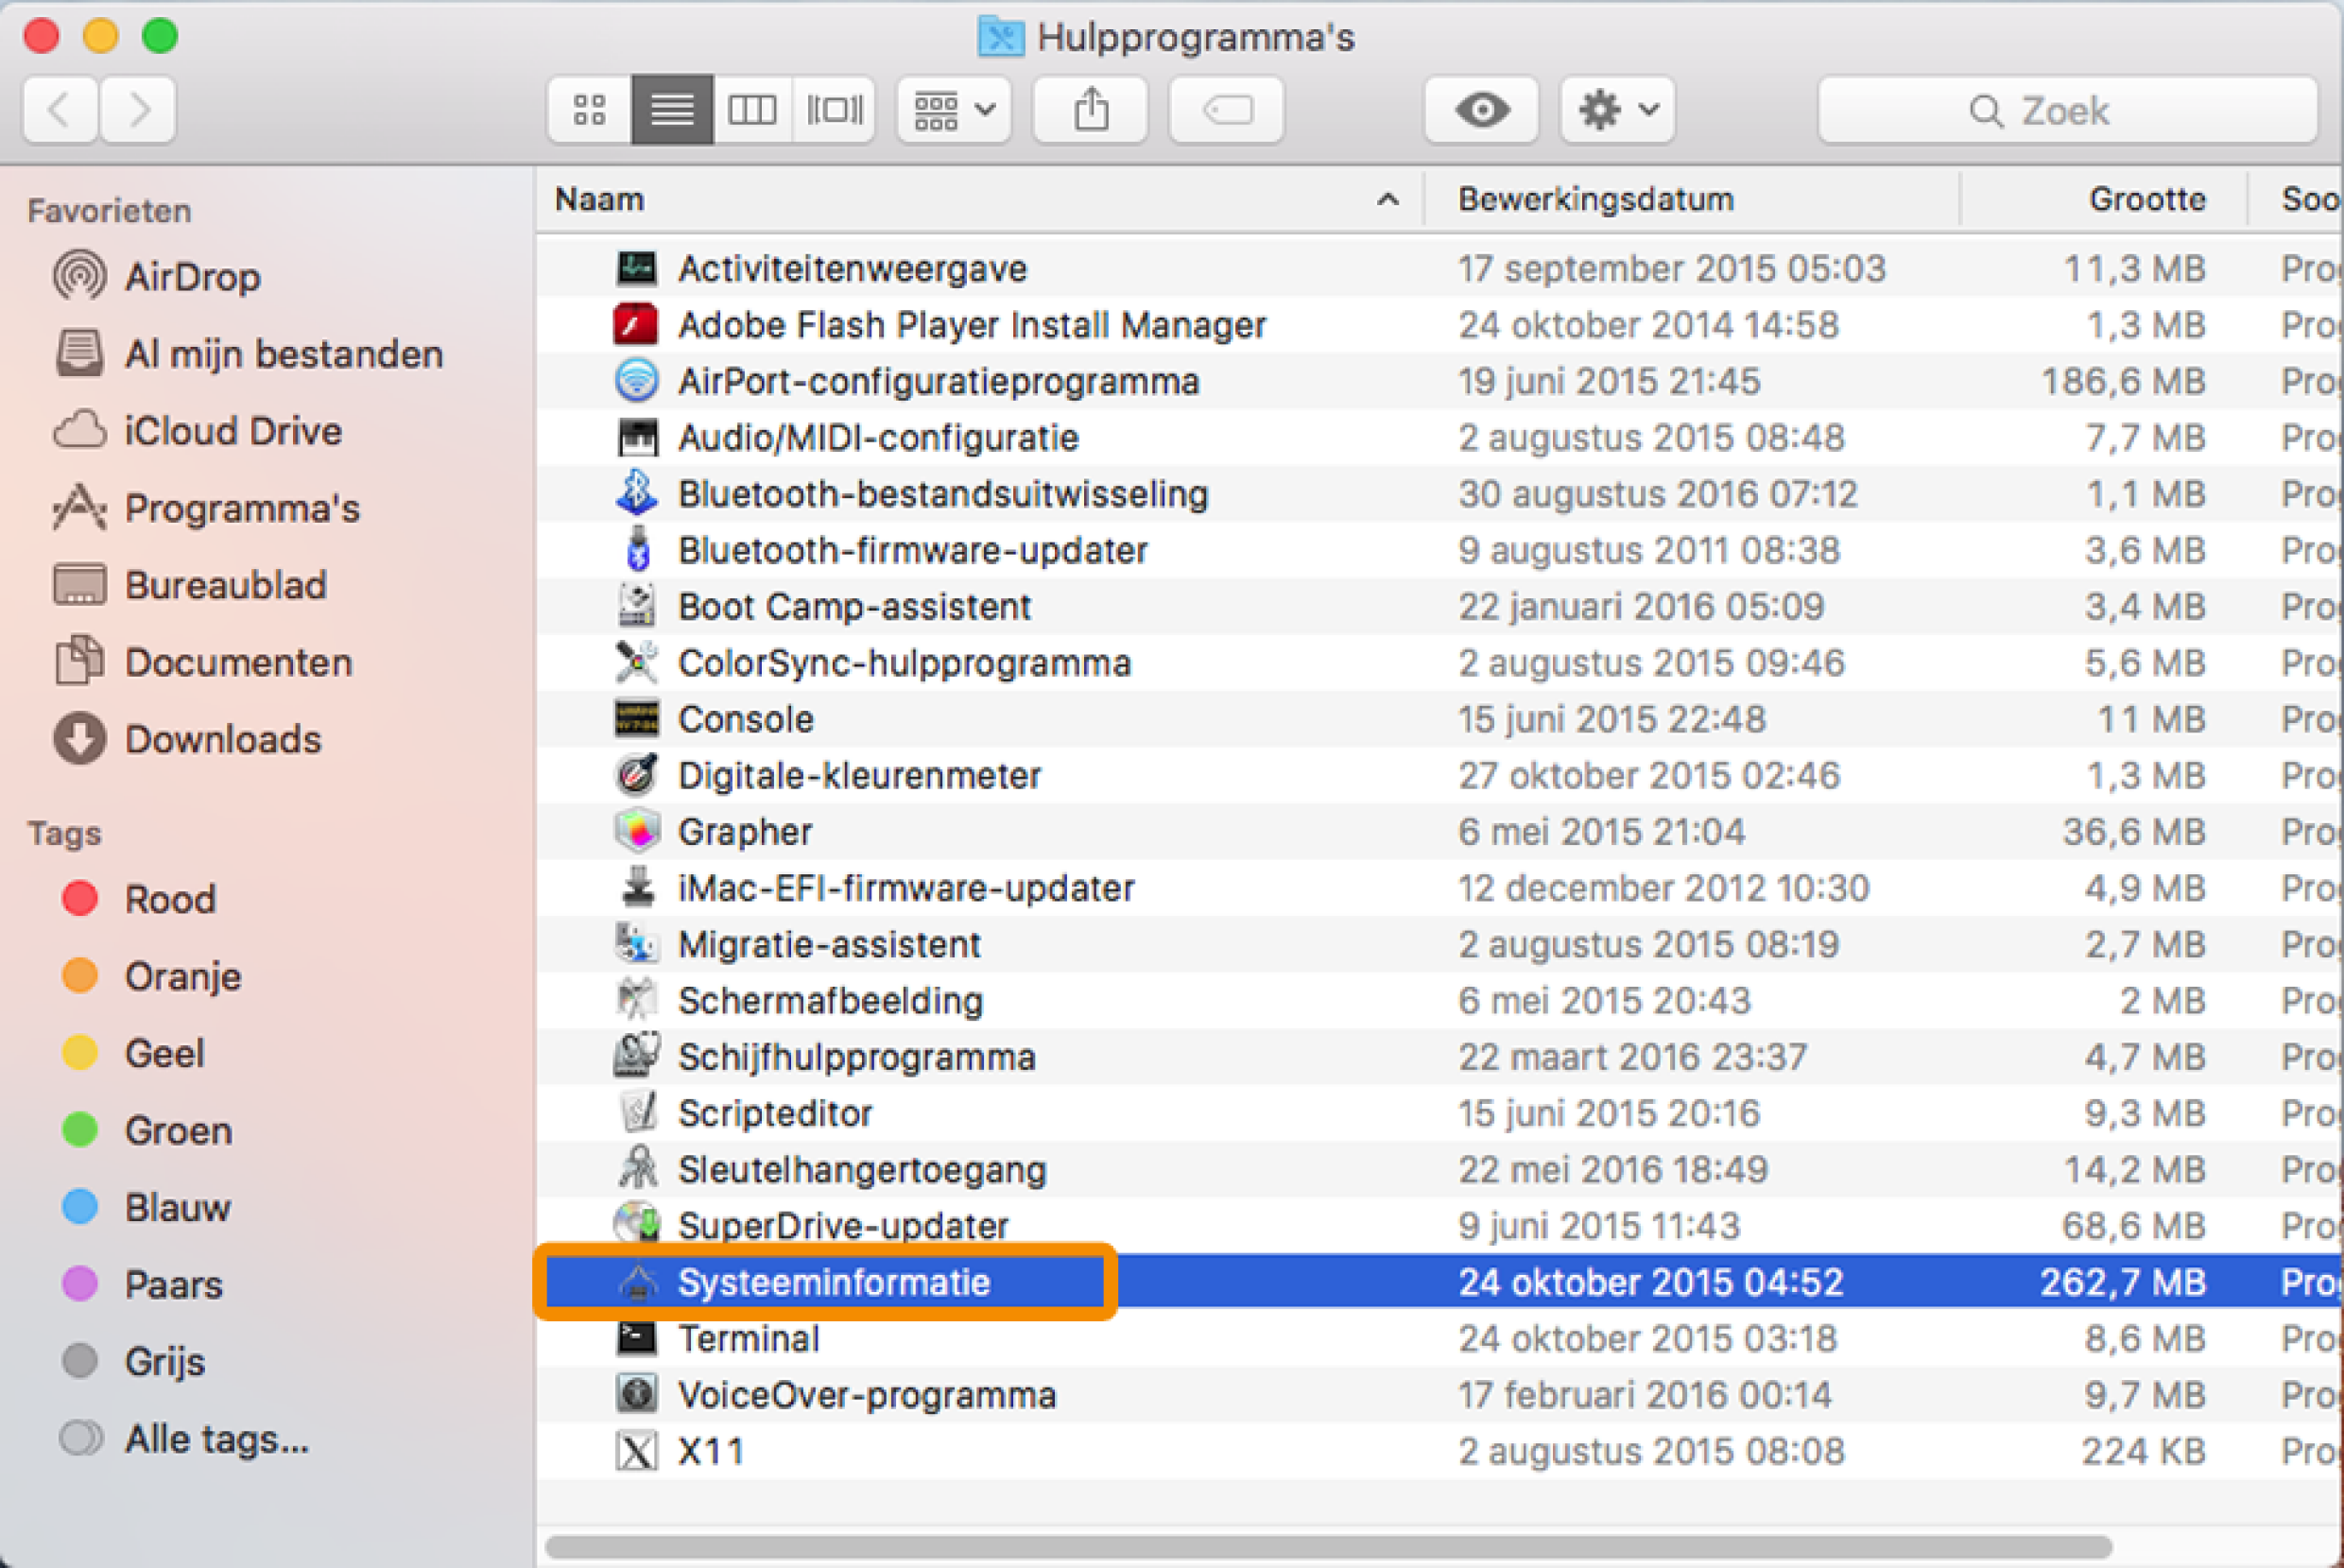 Hulpprogramma's
Zoek
Favorieten
AirDrop
Al mijn bestanden
iCloud Drive
Programma's
Bureaublad
Documenten
Downloads
Tags
Rood
Oranje
Geel
Groen
Blauw
Paars
Grijs
Alle tags...
Naam Bewerkingsdatum Grootte Soo
Activiteitenweergave 17 september 2015 05:03 11,3 MB Pro
Adobe Flash Player Install Manager 24 oktober 2014 14:58 1,3 MB Pro
AirPort-configuratieprogramma 19 juni 2015 21:45 186,6 MB Pro
Audio/MIDI-configuratie 2 augustus 2015 08:48 7,7 MB Pro
Bluetooth-bestandsuitwisseling 30 augustus 2016 07:12 1,1 MB Pro
Bluetooth-firmware-updater 9 augustus 2011 08:38 3,6 MB Pro
Boot Camp-assistent 22 januari 2016 05:09 3,4 MB Pro
ColorSync-hulpprogramma 2 augustus 2015 09:46 5,6 MB Pro
Console 15 juni 2015 22:48 11 MB Pro
Digitale-kleurenmeter 27 oktober 2015 02:46 1,3 MB Pro
Grapher 6 mei 2015 21:04 36,6 MB Pro
iMac-EFI-firmware-updater 12 december 2012 10:30 4,9 MB Pro
Migratie-assistent 2 augustus 2015 08:19 2,7 MB Pro
Schermafbeelding 6 mei 2015 20:43 2 MB Pro
Schijfhulpprogramma 22 maart 2016 23:37 4,7 MB Pro
Scripteditor 15 juni 2015 20:16 9,3 MB Pro
Sleutelhangertoegang 22 mei 2016 18:49 14,2 MB Pro
SuperDrive-updater 9 juni 2015 11:43 68,6 MB Pro
Systeeminformatie 24 oktober 2015 04:52 262,7 MB Pro
Terminal 24 oktober 2015 03:18 8,6 MB Pro
VoiceOver-programma 17 februari 2016 00:14 9,7 MB Pro
X11 2 augustus 2015 08:08 224 KB Pro